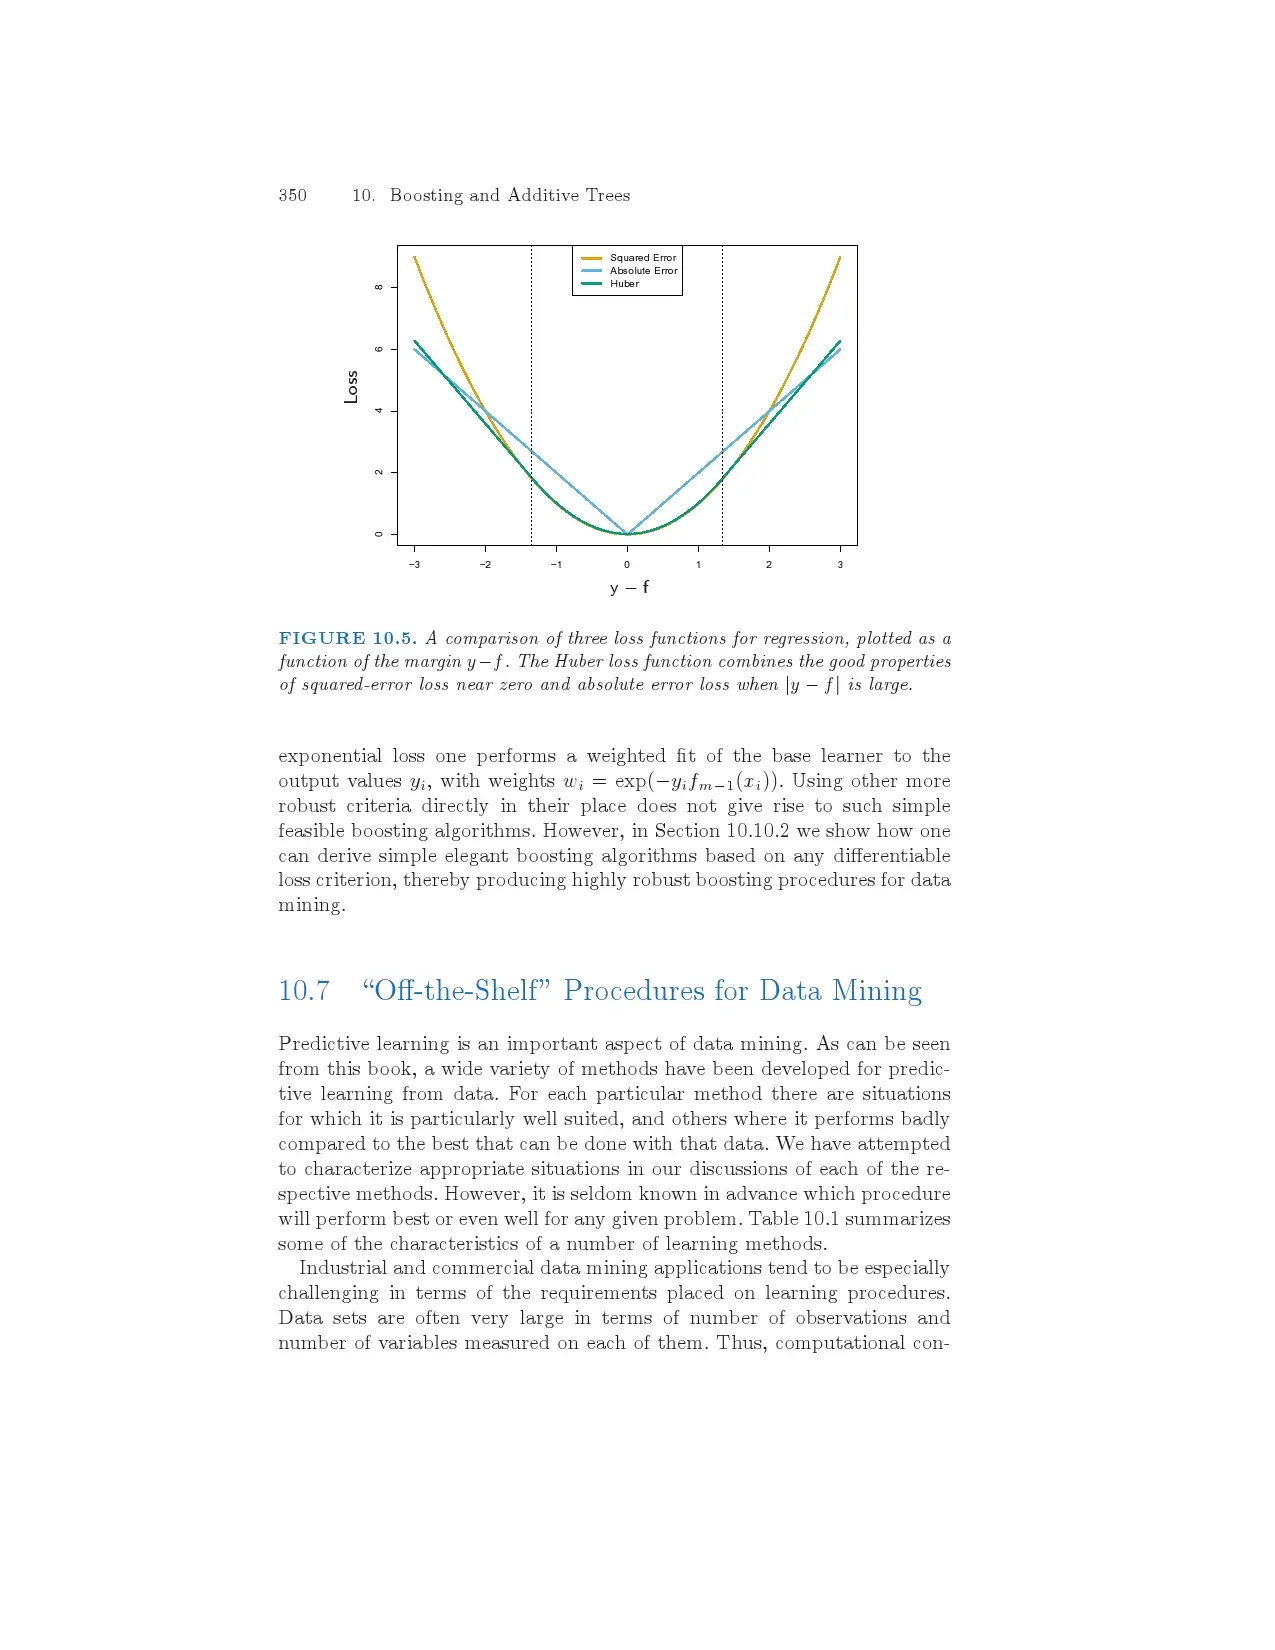 350 10. Boosting and Additive Trees
Squared Error
Absolute Error
Huber
8
6
4
2
0
Loss
−3 −2 −1 0 1 2 3
y − f
FIGURE 10.5. A comparison of three loss functions for regression, plotted as a
function of the margin y−f. The Huber loss function combines the good properties
of squared-error loss near zero and absolute error loss when |y − f| is large.
exponential loss one performs a weighted fit of the base learner to the
output values yᵢ, with weights wᵢ = exp(−yᵢfₘ₋₁(xᵢ)). Using other more
robust criteria directly in their place does not give rise to such simple
feasible boosting algorithms. However, in Section 10.10.2 we show how one
can derive simple elegant boosting algorithms based on any differentiable
loss criterion, thereby producing highly robust boosting procedures for data
mining.
10.7 “Off-the-Shelf” Procedures for Data Mining
Predictive learning is an important aspect of data mining. As can be seen
from this book, a wide variety of methods have been developed for predic-
tive learning from data. For each particular method there are situations
for which it is particularly well suited, and others where it performs badly
compared to the best that can be done with that data. We have attempted
to characterize appropriate situations in our discussions of each of the re-
spective methods. However, it is seldom known in advance which procedure
will perform best or even well for any given problem. Table 10.1 summarizes
some of the characteristics of a number of learning methods.
Industrial and commercial data mining applications tend to be especially
challenging in terms of the requirements placed on learning procedures.
Data sets are often very large in terms of number of observations and
number of variables measured on each of them. Thus, computational con-